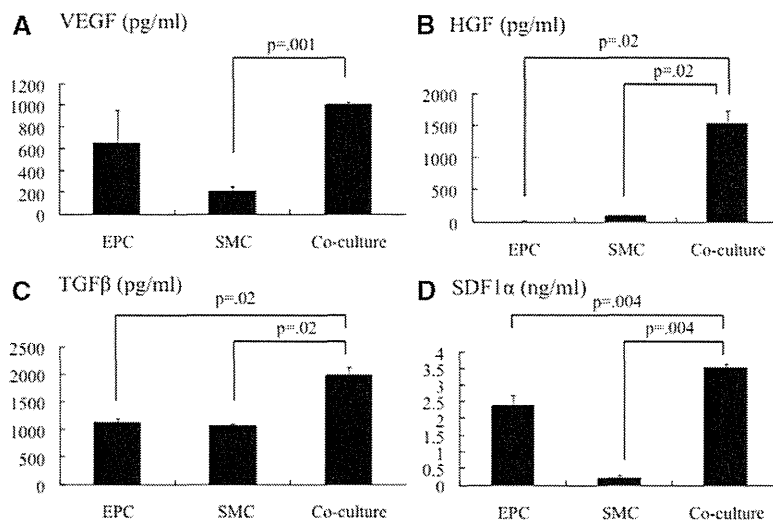 A VEGF (pg/ml)
p=.001
1200
1000
800
600
400
200
0
EPC SMC Co-culture
B HGF (pg/ml)
p=.02
p=.02
2000
1500
1000
500
0
EPC SMC Co-culture
C TGFβ (pg/ml)
p=.02
p=.02
2500
2000
1500
1000
500
0
EPC SMC Co-culture
D SDF1α (ng/ml)
p=.004
p=.004
4
3.5
3
2.5
2
1.5
1
0.5
0
EPC SMC Co-culture